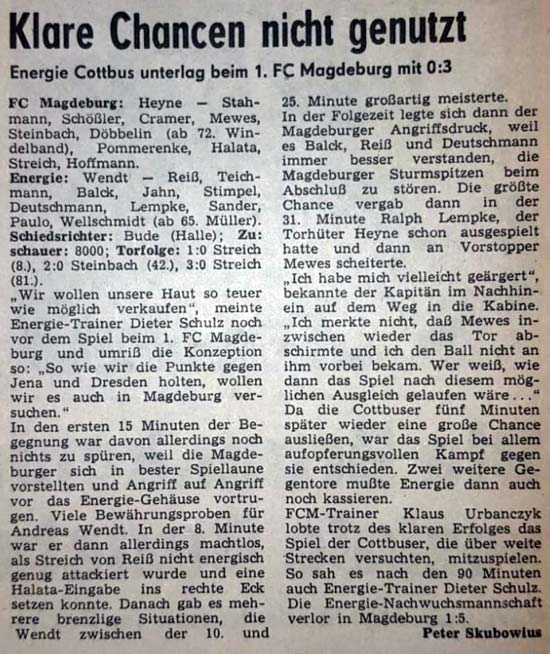 Klare Chancen nicht genutzt
Energie Cottbus unterlag beim 1. FC Magdeburg mit 0:3
FC Magdeburg: Heyne — Stah-
mann, Schößler, Cramer, Mewes,
Steinbach, Döbbelin (ab 72. Win-
delband), Pommerenke, Halata,
Streich, Hoffmann.
Energie: Wendt — Reiß, Teich-
mann, Balck, Jahn, Stimpel,
Deutschmann, Lempke, Sander,
Paulo, Wellschmidt (ab 65. Müller).
Schiedsrichter: Bude (Halle); Zu-
schauer: 8000; Torfolge: 1:0 Streich
(8.), 2:0 Steinbach (42.), 3:0 Streich
(81.).
„Wir wollen unsere Haut so teuer
wie möglich verkaufen“, meinte
Energie-Trainer Dieter Schulz noch
vor dem Spiel beim 1. FC Magde-
burg und umriß die Konzeption
so: „So wie wir die Punkte gegen
Jena und Dresden holten, wollen
wir es auch in Magdeburg ver-
suchen.“
In den ersten 15 Minuten der Be-
gegnung war davon allerdings noch
nichts zu spüren, weil die Magde-
burger sich in bester Spiellaune
vorstellten und Angriff auf Angriff
vor das Energie-Gehäuse vortru-
gen. Viele Bewährungsproben für
Andreas Wendt. In der 8. Minute
war er dann allerdings machtlos,
als Streich von Reiß nicht energisch
genug attackiert wurde und eine
Halata-Eingabe ins rechte Eck
setzen konnte. Danach gab es meh-
rere brenzlige Situationen, die
Wendt zwischen der 10. und
25. Minute großartig meisterte.
In der Folgezeit legte sich dann der
Magdeburger Angriffsdruck, weil
es Balck, Reiß und Deutschmann
immer besser verstanden, die
Magdeburger Sturmspitzen beim
Abschluß zu stören. Die größte
Chance vergab dann in der
31. Minute Ralph Lempke, der
Torhüter Heyne schon ausgespielt
hatte und dann an Vorstopper
Mewes scheiterte.
„Ich habe mich vielleicht geärgert“,
bekannte der Kapitän im Nachhin-
ein auf dem Weg in die Kabine.
„Ich merkte nicht, daß Mewes in-
zwischen wieder das Tor ab-
schirmte und ich den Ball nicht an
ihm vorbei bekam. Wer weiß, wie
dann das Spiel nach diesem mög-
lichen Ausgleich gelaufen wäre...“
Da die Cottbuser fünf Minuten
später wieder eine große Chance
ausließen, war das Spiel bei allem
aufopferungsvollen Kampf gegen
sie entschieden. Zwei weitere Ge-
gentore mußte Energie dann auch
noch kassieren.
FCM-Trainer Klaus Urbanczyk
lobte trotz des klaren Erfolges das
Spiel der Cottbuser, die über weite
Strecken versuchten, mitzuspielen.
So sah es nach den 90 Minuten
auch Energie-Trainer Dieter Schulz.
Die Energie-Nachwuchsmannschaft
verlor in Magdeburg 1:5.
Peter Skubowius